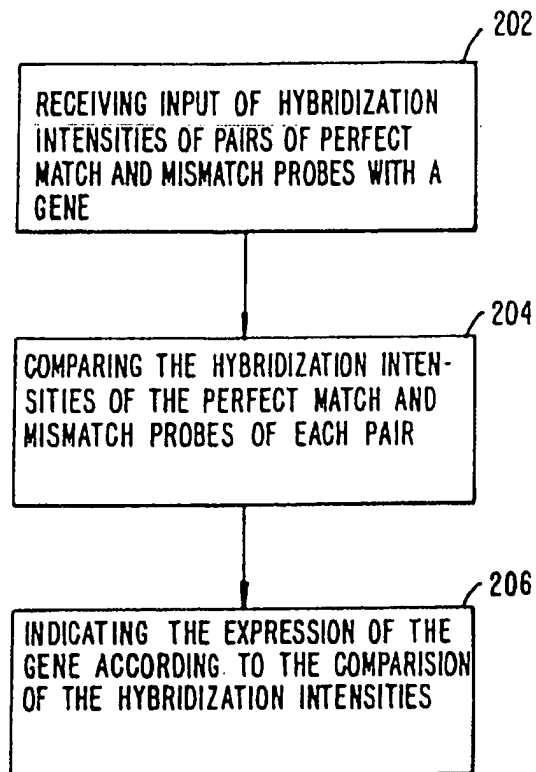 202
RECEIVING INPUT OF HYBRIDIZATION
INTENSITIES OF PAIRS OF PERFECT
MATCH AND MISMATCH PROBES WITH A
GENE
204
COMPARING THE HYBRIDIZATION INTEN-
SITIES OF THE PERFECT MATCH AND
MISMATCH PROBES OF EACH PAIR
206
INDICATING THE EXPRESSION OF THE
GENE ACCORDING TO THE COMPARISION
OF THE HYBRIDIZATION INTENSITIES